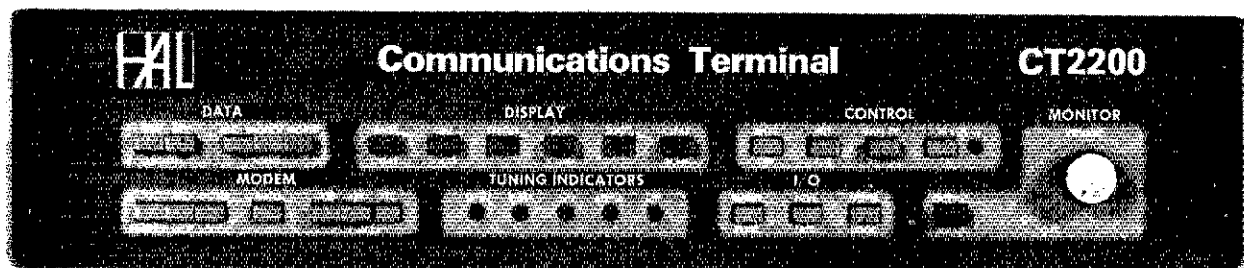 HAL Communications Terminal CT2200
DATA DISPLAY CONTROL MONITOR
MODEM TUNING INDICATORS I/O